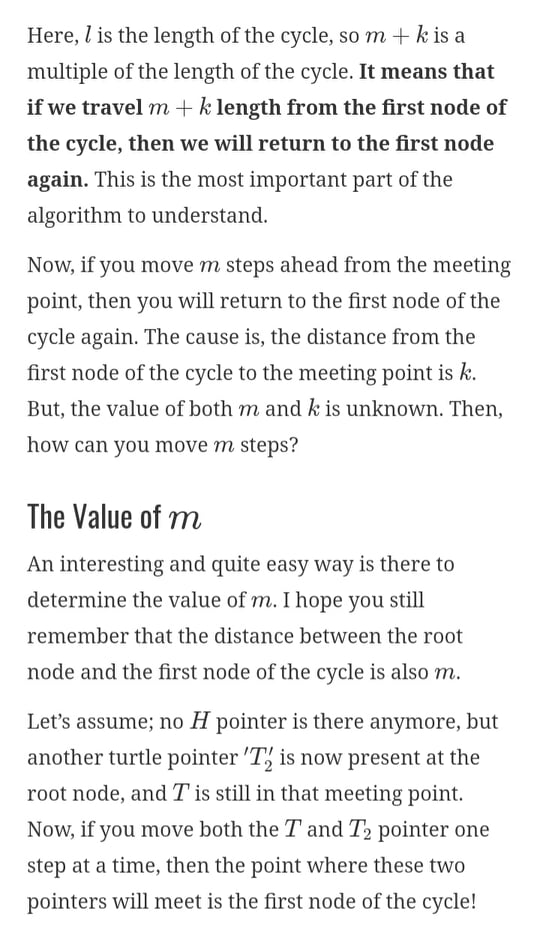 Here, l is the length of the cycle, so m + k is a
multiple of the length of the cycle. It means that
if we travel m + k length from the first node of
the cycle, then we will return to the first node
again. This is the most important part of the
algorithm to understand.
Now, if you move m steps ahead from the meeting
point, then you will return to the first node of the
cycle again. The cause is, the distance from the
first node of the cycle to the meeting point is k.
But, the value of both m and k is unknown. Then,
how can you move m steps?
The Value of m
An interesting and quite easy way is there to
determine the value of m. I hope you still
remember that the distance between the root
node and the first node of the cycle is also m.
Let’s assume; no H pointer is there anymore, but
another turtle pointer ′T₂′ is now present at the
root node, and T is still in that meeting point.
Now, if you move both the T and T₂ pointer one
step at a time, then the point where these two
pointers will meet is the first node of the cycle!